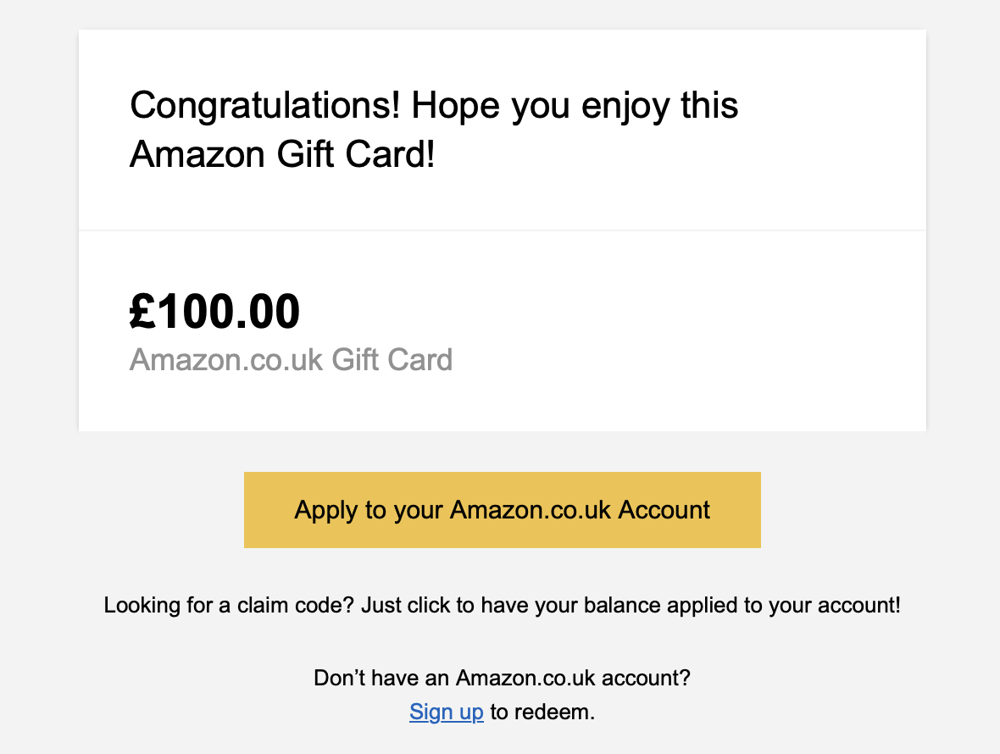 Congratulations! Hope you enjoy this
Amazon Gift Card!
£100.00
Amazon.co.uk Gift Card
Apply to your Amazon.co.uk Account
Looking for a claim code? Just click to have your balance applied to your account!
Don’t have an Amazon.co.uk account?
Sign up to redeem.